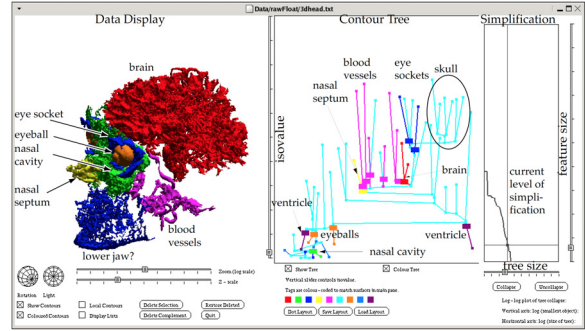 Data/rawFloat/3dhead.txt
Data Display
Contour Tree
Simplification
brain
eye socket
eyeball
nasal
cavity
nasal
septum
lower jaw?
blood
vessels
Rotation
Light
Zoom (log scale)
Z - scale
Show Contours
Local Contours
Delete Selection
Restore Deleted
Coloured Contours
Display Lists
Delete Complement
Quit
isovalue
blood
vessels
nasal
septum
eye
sockets
skull
brain
ventricle
eyeballs
ventricle
nasal cavity
Show Tree
Colour Tree
Vertical slider controls isovalue.
Tags are colour - coded to match surfaces in main pane.
Dot Layout
Save Layout
Load Layout
feature size
current
level of
simpli-
fication
tree size
Collapse
Uncollapse
Log - log plot of tree collapse:
Vertical axis: log (smallest object):
Horizontal axis: log (size of tree):